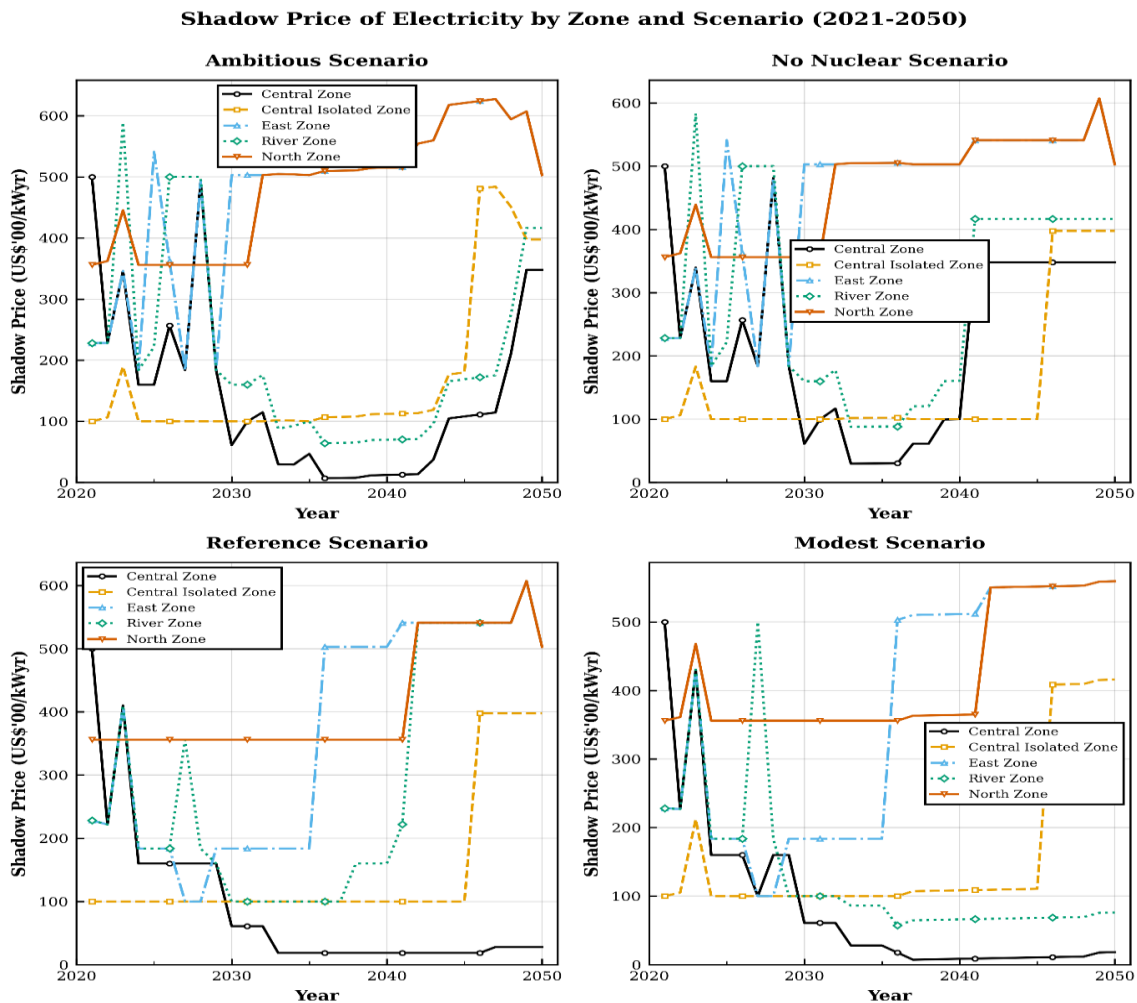 Shadow Price of Electricity by Zone and Scenario (2021-2050)
Ambitious Scenario
Shadow Price (US$'00/kWyr)
600
500
400
300
200
100
0
Central Zone
Central Isolated Zone
East Zone
River Zone
North Zone
2020
2030
2040
2050
Year
No Nuclear Scenario
Shadow Price (US$'00/kWyr)
600
500
400
300
200
100
0
Central Zone
Central Isolated Zone
East Zone
River Zone
North Zone
2020
2030
2040
2050
Year
Reference Scenario
Shadow Price (US$'00/kWyr)
600
500
400
300
200
100
0
Central Zone
Central Isolated Zone
East Zone
River Zone
North Zone
2020
2030
2040
2050
Year
Modest Scenario
Shadow Price (US$'00/kWyr)
500
400
300
200
100
0
Central Zone
Central Isolated Zone
East Zone
River Zone
North Zone
2020
2030
2040
2050
Year